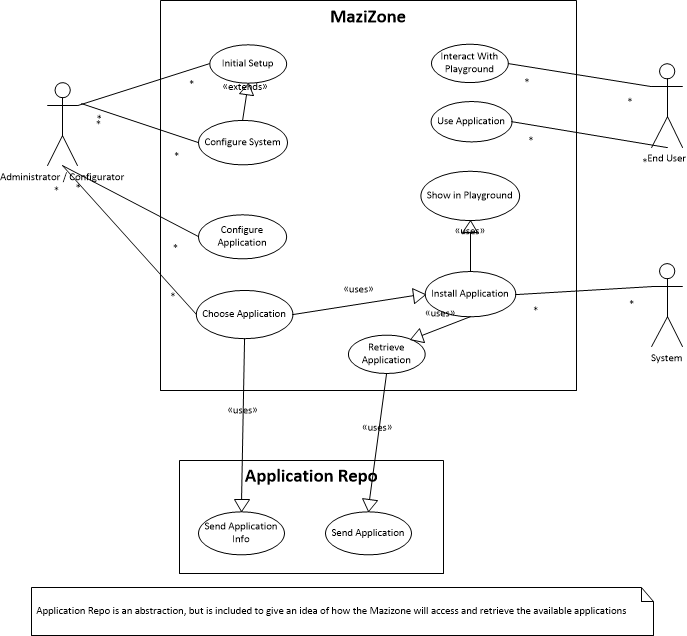 MaziZone
Initial Setup
«extends»
Interact With
Playground
*
*
*
*
*
Use Application
Configure System
*
*
*
End User
Administrator / Configurator
*
*
Show in Playground
«uses»
Configure
Application
*
«uses»
*
Install Application
*
*
Choose Application
«uses»
Retrieve
Application
System
«uses»
«uses»
Application Repo
Send Application
Info
Send Application
Application Repo is an abstraction, but is included to give an idea of how the Mazizone will access and retrieve the available applications